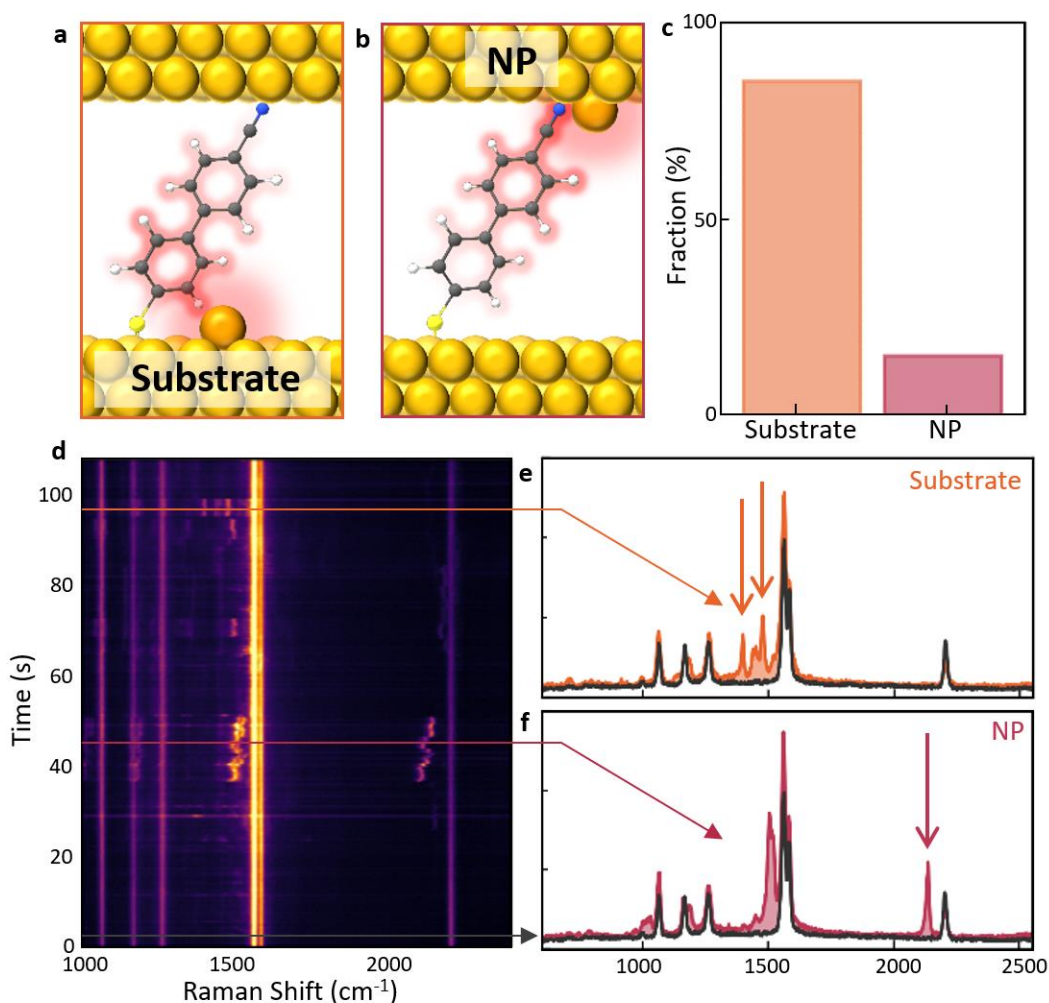 a
Substrate
b
NP
c
100
50
0
Fraction (%)
Substrate
NP
d
100
80
60
40
20
0
Time (s)
1000
1500
2000
Raman Shift (cm⁻¹)
e
Substrate
f
NP
1000
1500
2000
2500